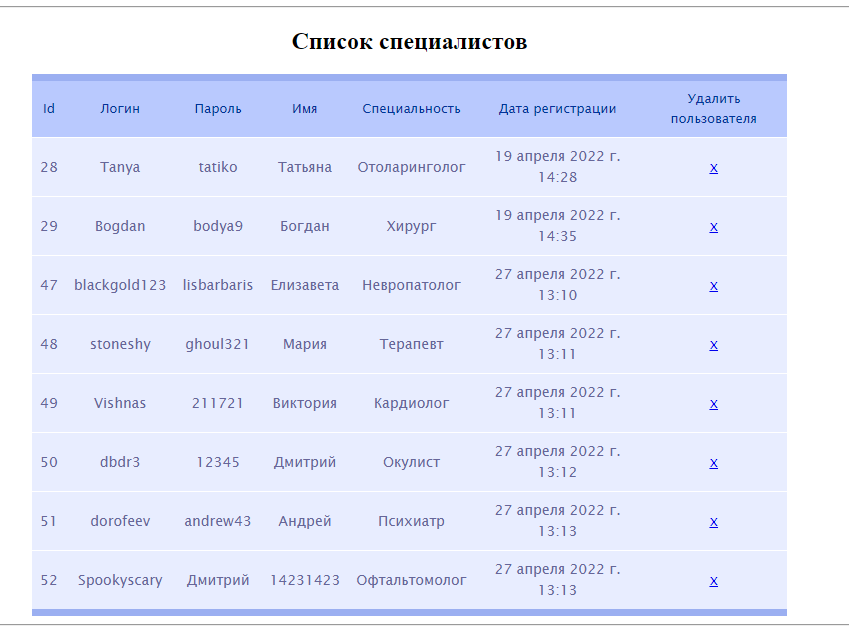 Список специалистов
Id Логин Пароль Имя Специальность Дата регистрации Удалить
пользователя
28 Tanya tatiko Татьяна Отоларинголог 19 апреля 2022 г.
14:28 x
29 Bogdan bodya9 Богдан Хирург 19 апреля 2022 г.
14:35 x
47 blackgold123 lisbarbaris Елизавета Невропатолог 27 апреля 2022 г.
13:10 x
48 stoneshy ghoul321 Мария Терапевт 27 апреля 2022 г.
13:11 x
49 Vishnas 211721 Виктория Кардиолог 27 апреля 2022 г.
13:11 x
50 dbdr3 12345 Дмитрий Окулист 27 апреля 2022 г.
13:12 x
51 dorofeev andrew43 Андрей Психиатр 27 апреля 2022 г.
13:13 x
52 Spookyscary Дмитрий 14231423 Офтальтомолог 27 апреля 2022 г.
13:13 x